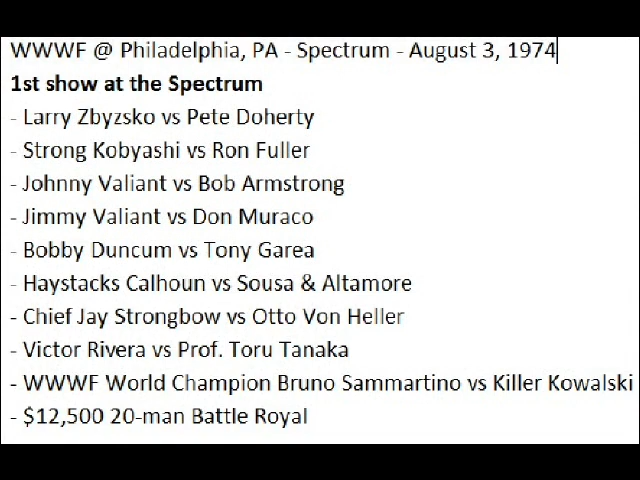 WWWF @ Philadelphia, PA - Spectrum - August 3, 1974
1st show at the Spectrum
- Larry Zbyzsko vs Pete Doherty
- Strong Kobyashi vs Ron Fuller
- Johnny Valiant vs Bob Armstrong
- Jimmy Valiant vs Don Muraco
- Bobby Duncum vs Tony Garea
- Haystacks Calhoun vs Sousa & Altamore
- Chief Jay Strongbow vs Otto Von Heller
- Victor Rivera vs Prof. Toru Tanaka
- WWWF World Champion Bruno Sammartino vs Killer Kowalski
- $12,500 20-man Battle Royal